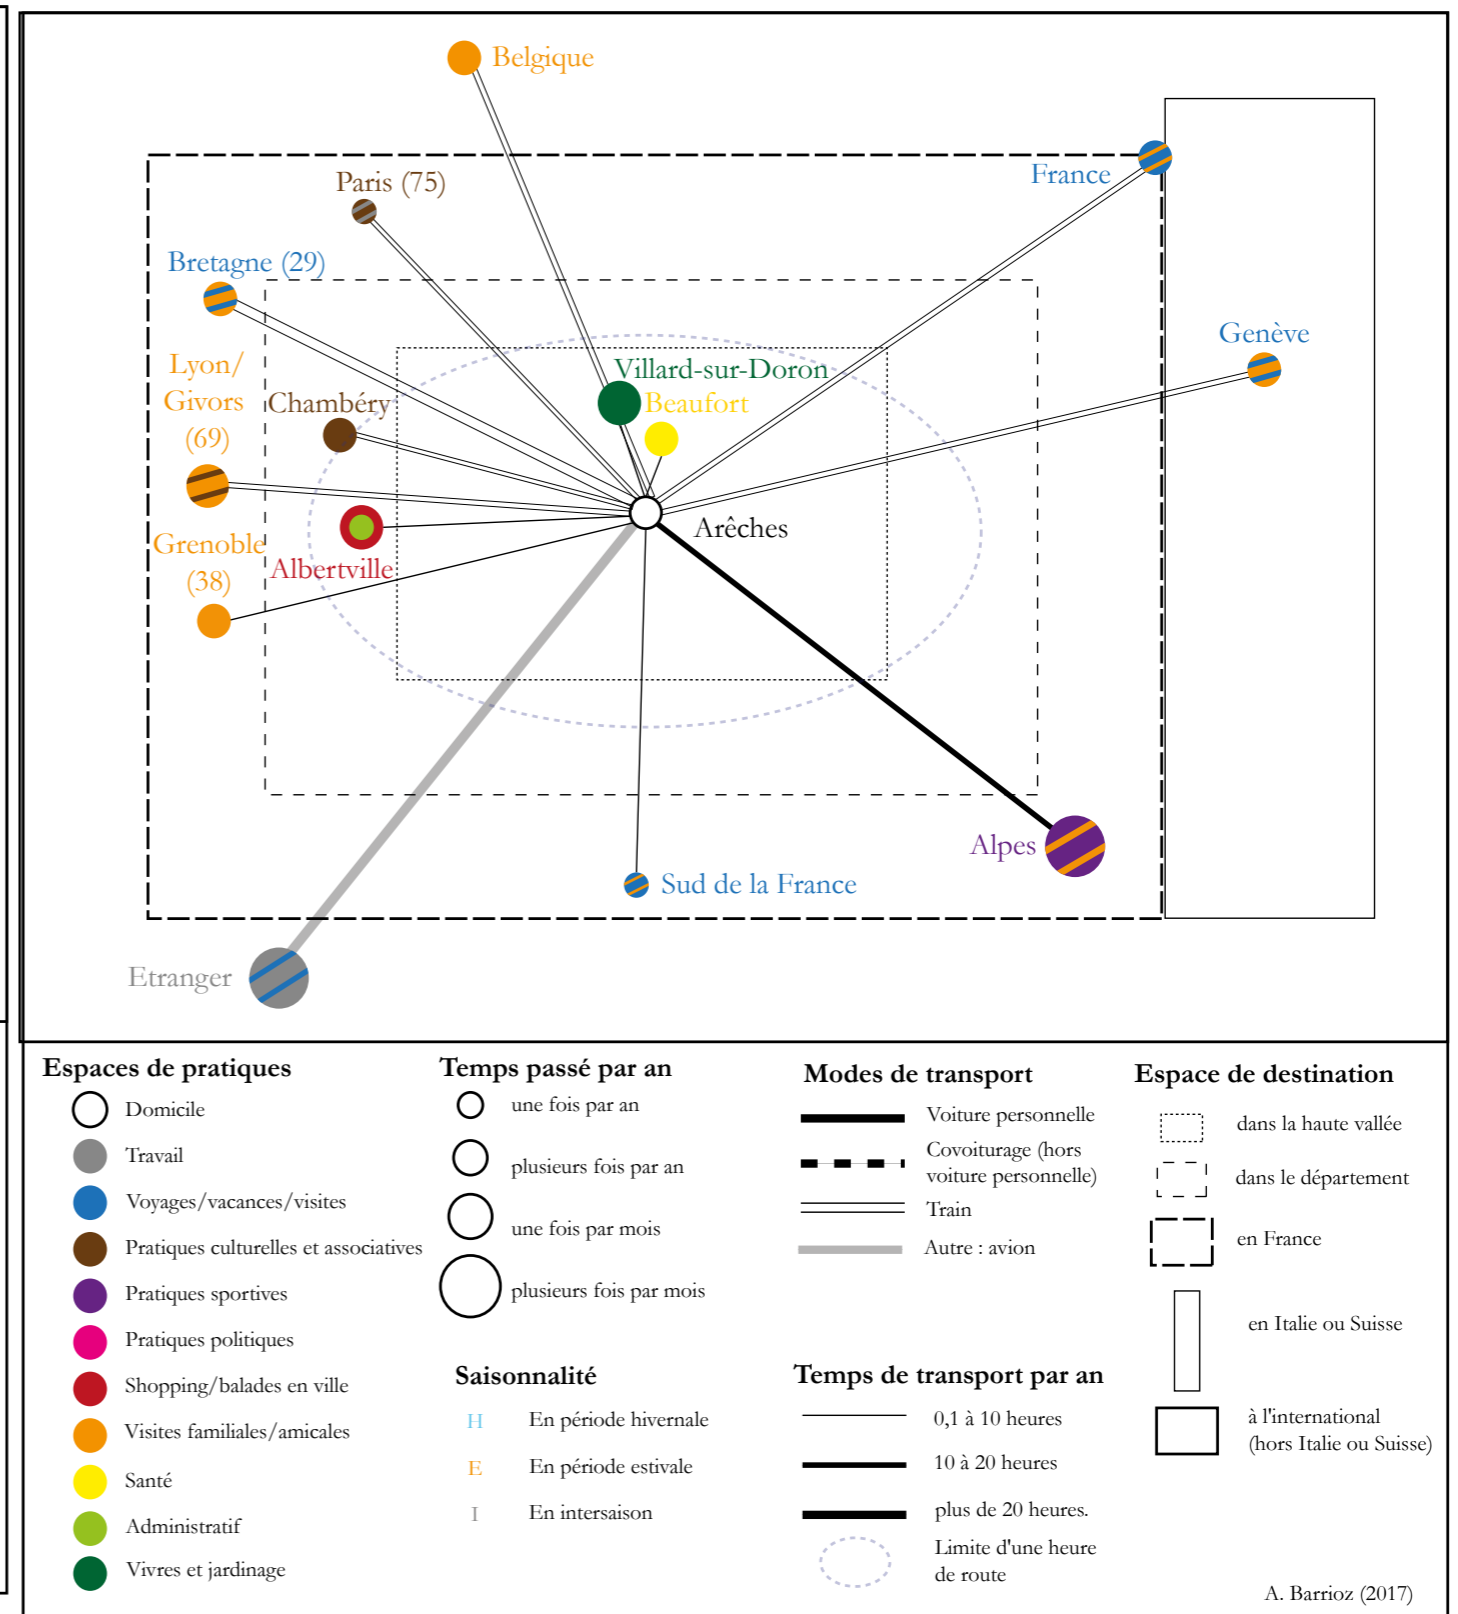 Belgique
Paris (75)
France
Bretagne (29)
Genève
Lyon/
Givors
(69)
Chambéry
Villard-sur-Doron
Beaufort
Arêches
Grenoble
(38)
Albertville
Alpes
Sud de la France
Etranger
Espaces de pratiques
Domicile
Travail
Voyages/vacances/visites
Pratiques culturelles et associatives
Pratiques sportives
Pratiques politiques
Shopping/balades en ville
Visites familiales/amicales
Santé
Administratif
Vivres et jardinage
Temps passé par an
une fois par an
plusieurs fois par an
une fois par mois
plusieurs fois par mois
Saisonnalité
H En période hivernale
E En période estivale
I En intersaison
Modes de transport
Voiture personnelle
Covoiturage (hors
voiture personnelle)
Train
Autre : avion
Temps de transport par an
0,1 à 10 heures
10 à 20 heures
plus de 20 heures.
Limite d'une heure
de route
Espace de destination
dans la haute vallée
dans le département
en France
en Italie ou Suisse
à l'international
(hors Italie ou Suisse)
A. Barrioz (2017)